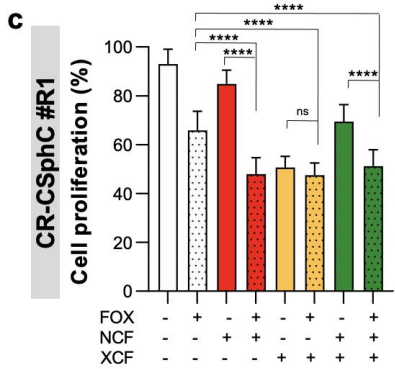 c
CR-CSphC #R1
Cell proliferation (%)
100
80
60
40
20
0
****
****
****
****
ns
****
FOX - + - + - + - +
NCF - - + + - - + +
XCF - - - - + + + +